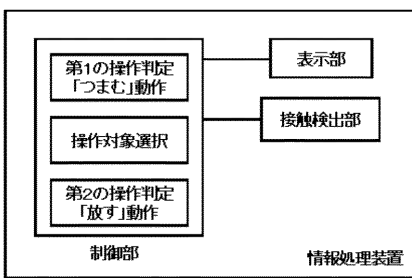 第1の操作判定
「つまむ」動作
操作対象選択
第2の操作判定
「放す」動作
制御部
表示部
接触検出部
情報処理装置